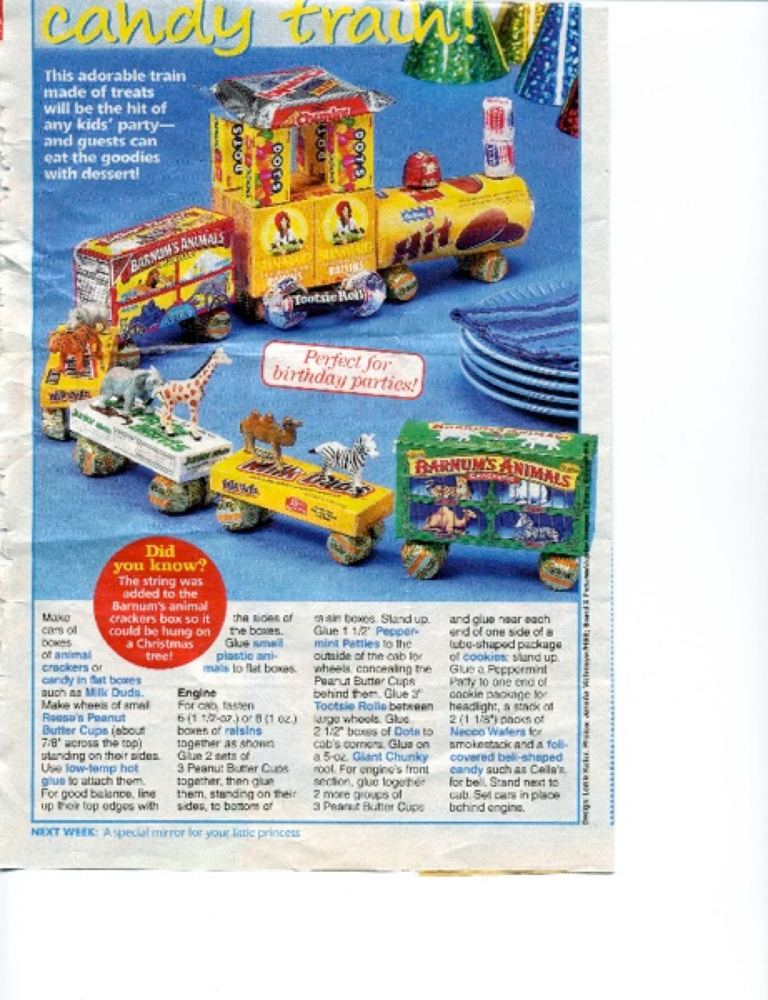 candy train!
This adorable train
made of treats
will be the hit of
any kids' party—
and guests can
eat the goodies
with dessert!
Chunky
DOTS
DOTS
BARNUM'S ANIMALS
RAISINS
Hit
Tootsie Roll
Perfect for
birthday parties!
Milk Duds
BARNUM'S ANIMALS
CRACKERS
Did
you know?
The string was
added to the
Barnum's animal
crackers box so it
could be hung on
a Christmas
tree!
Make
cars of
boxes
of animal
crackers or
candy in flat boxes
such as Milk Duds.
Make wheels of small
Reese's Peanut
Butter Cups (about
7/8" across the top)
standing on their sides.
Use low-temp hot
glue to attach them.
For good balance, line
up their top edges with
the sides of
the boxes.
Glue small
plastic ani-
mals to flat boxes.
Engine
For cab, fasten
6 (1 1/2-oz.) or 8 (1 oz.)
boxes of raisins
together as shown.
Glue 2 sets of
3 Peanut Butter Cups
together, then glue
them, standing on their
sides, to bottom of
raisin boxes. Stand up.
Glue 1 1/2" Pepper-
mint Patties to the
outside of the cab for
wheels, concealing the
Peanut Butter Cups
behind them. Glue 3"
Tootsie Rolls between
large wheels. Glue
2 1/2" boxes of Dots to
cab's corners. Glue on
a 5-oz. Giant Chunky
roof. For engine's front
section, glue together
2 more groups of
3 Peanut Butter Cups
and glue near each
end of one side of a
tube-shaped package
of cookies; stand up.
Glue a Peppermint
Patty to one end of
cookie package for
headlight, a stack of
2 (1 1/8") packs of
Necco Wafers for
smokestack and a foil-
covered bell-shaped
candy such as Cella's
for bell. Stand next to
cab. Set cars in place
behind engine.
NEXT WEEK: A special mirror for your little princess